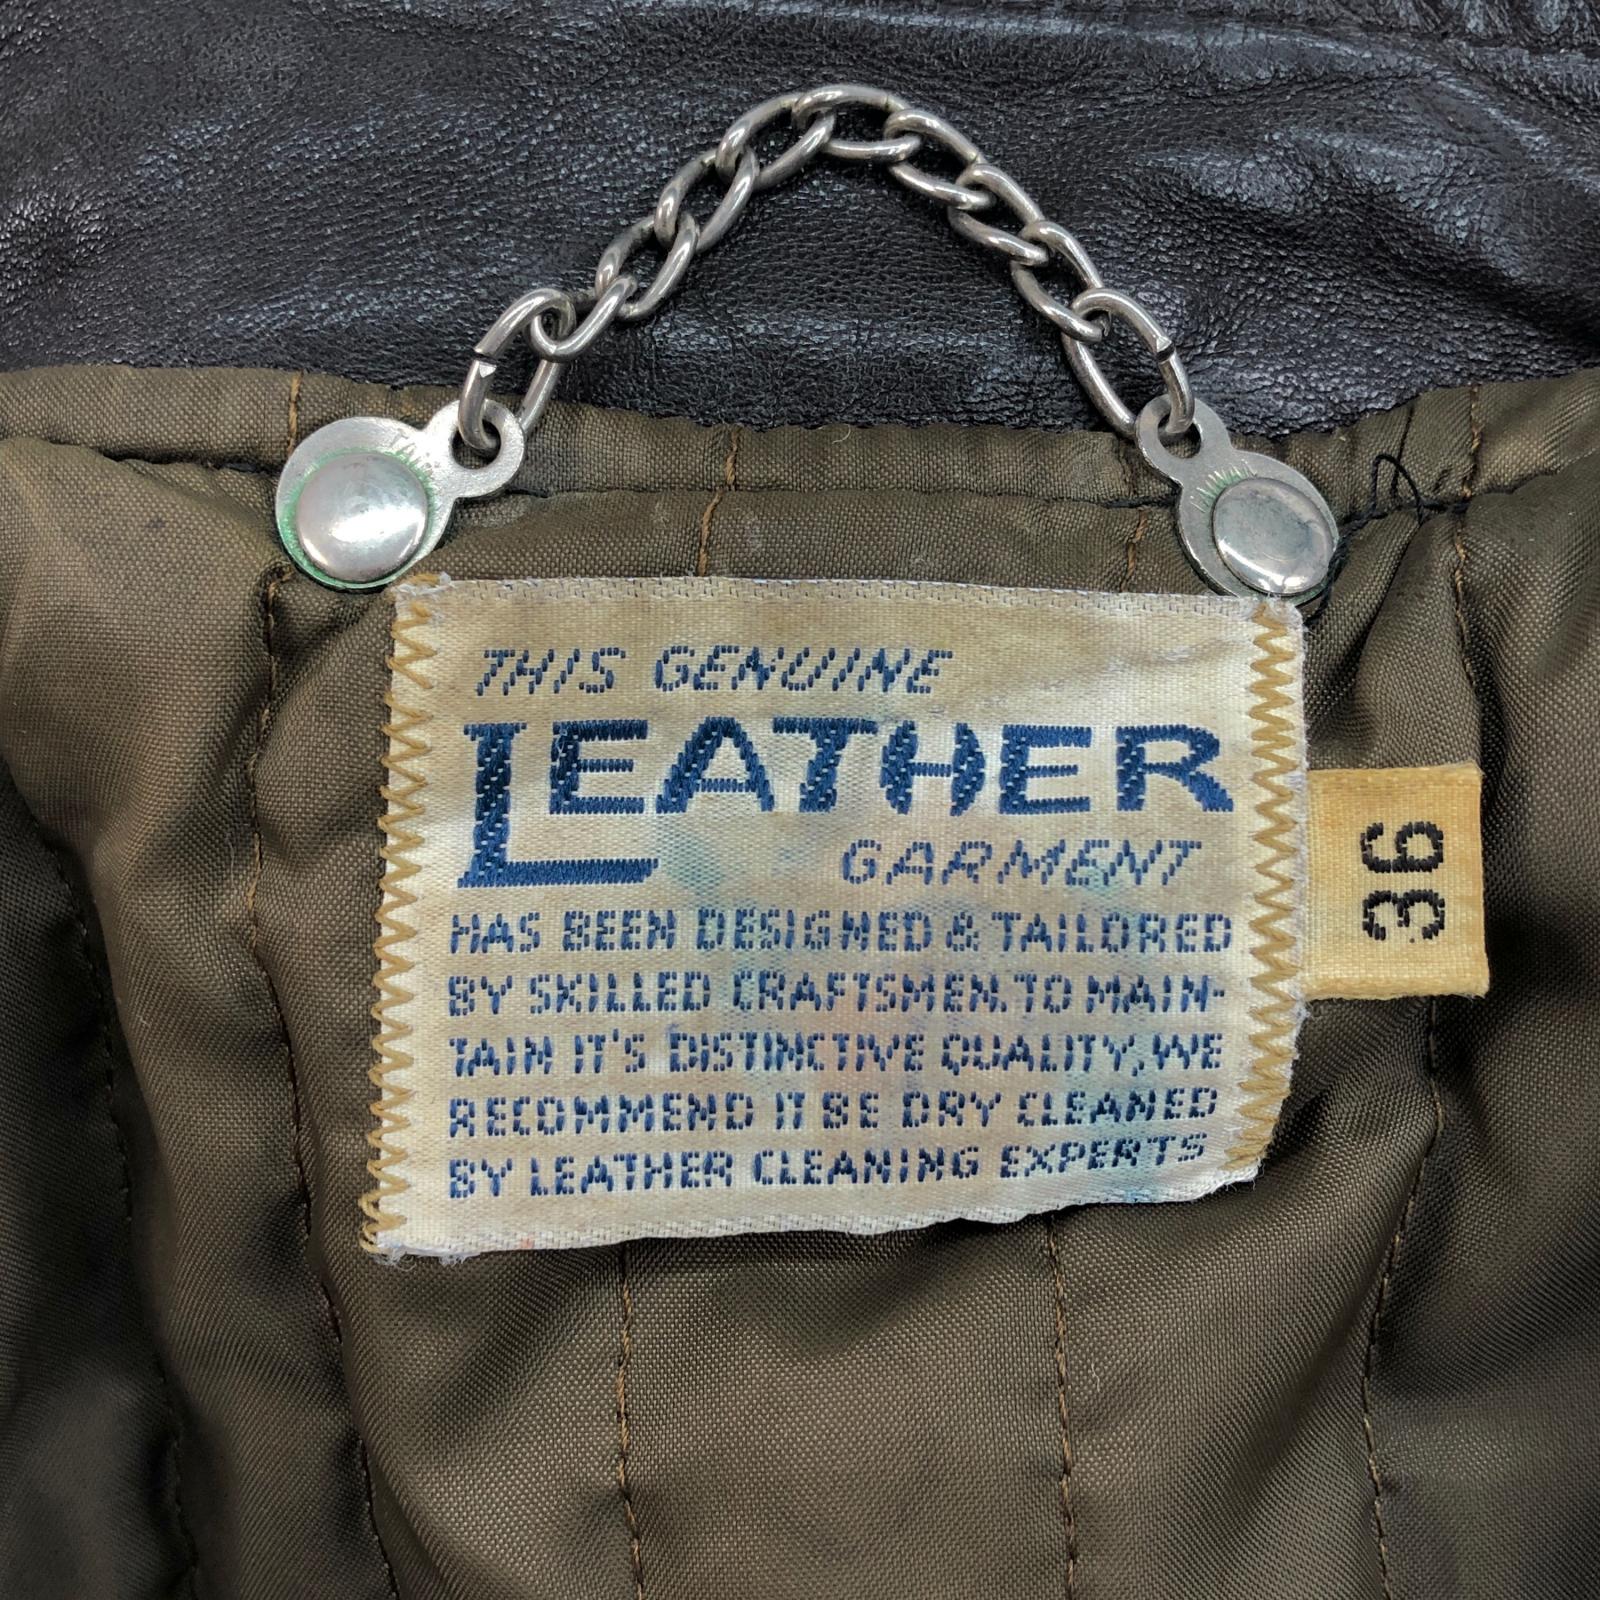 THIS GENUINE
LEATHER
GARMENT
HAS BEEN DESIGNED & TAILORED
BY SKILLED CRAFTSMEN.TO MAIN-
TAIN IT'S DISTINCTIVE QUALITY,WE
RECOMMEND IT BE DRY CLEANED
BY LEATHER CLEANING EXPERTS
36